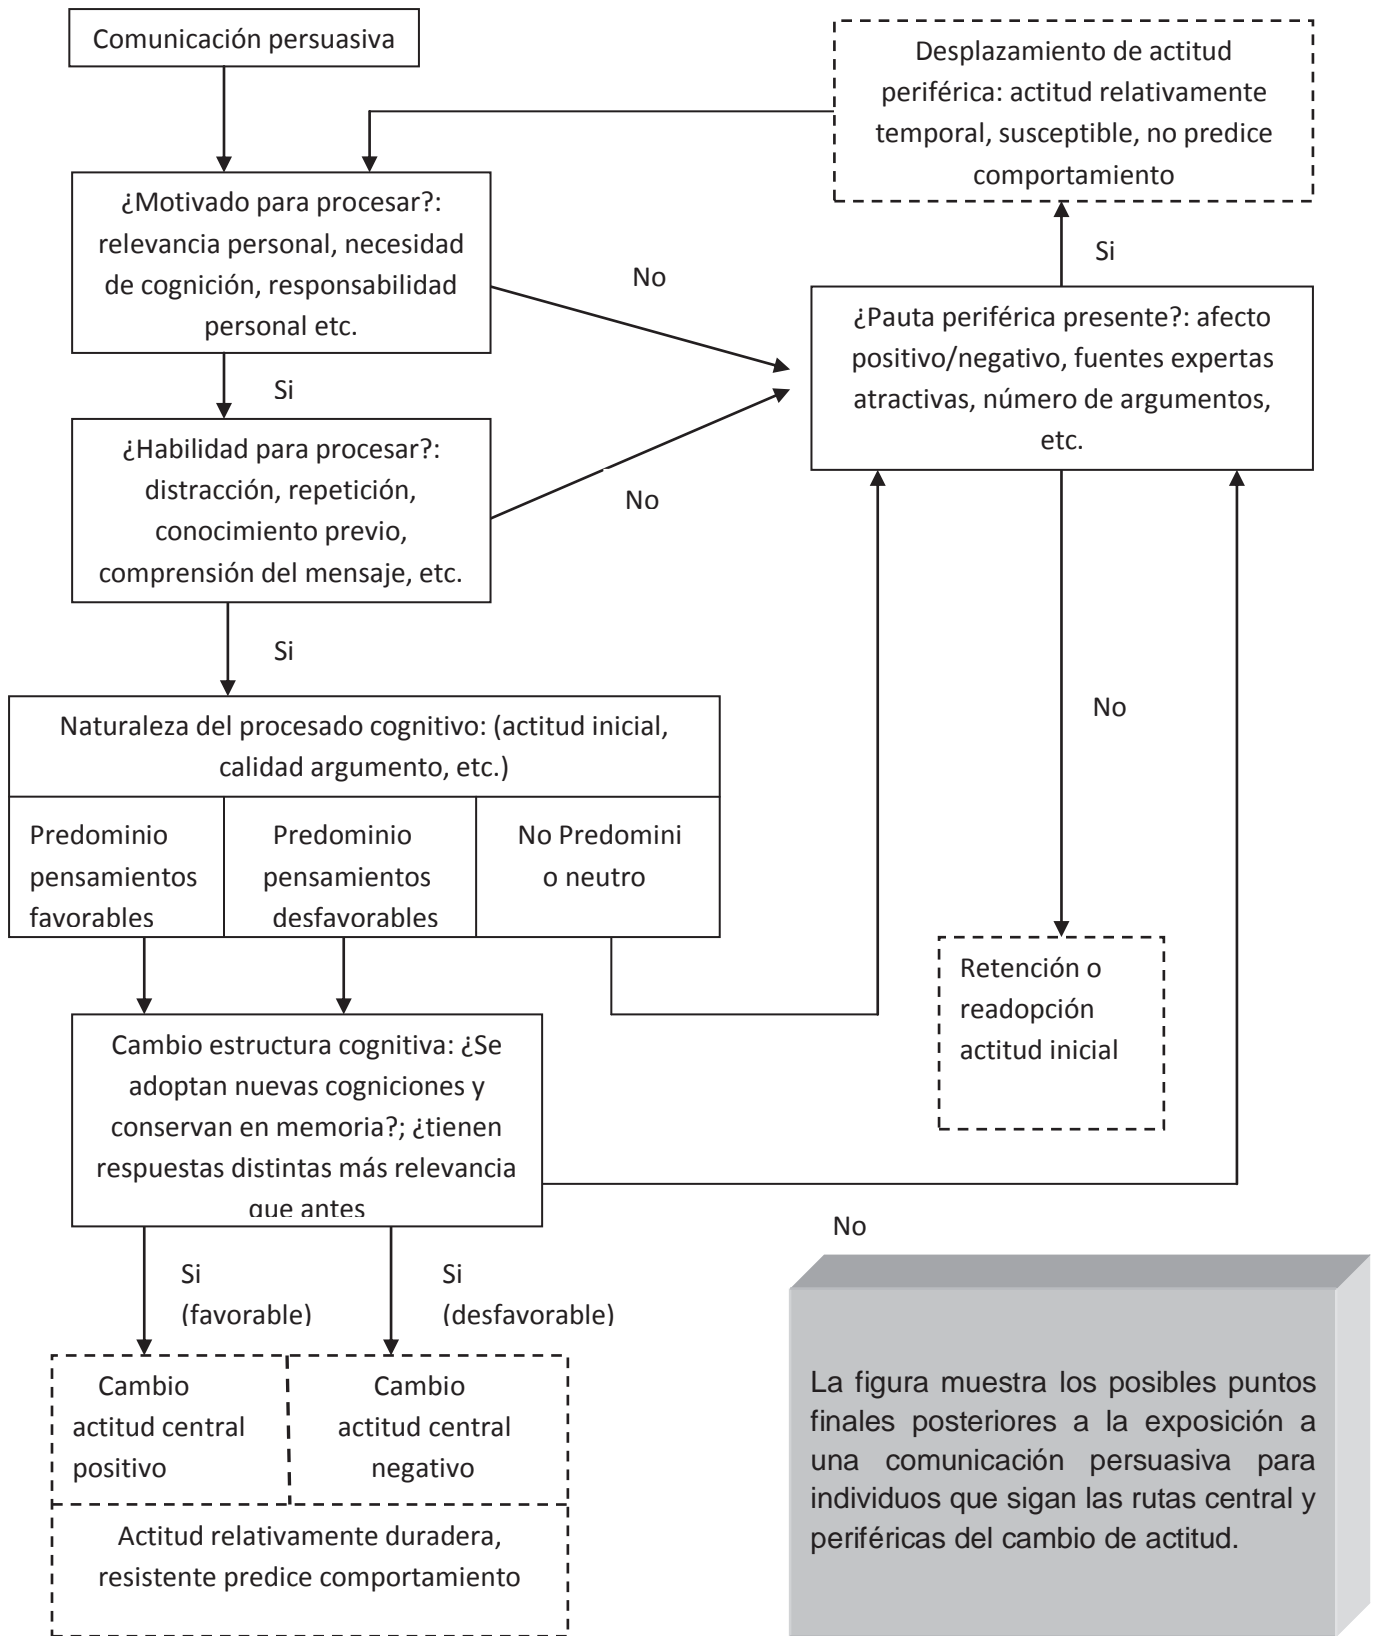 Comunicación persuasiva
Desplazamiento de actitud
periférica: actitud relativamente
temporal, susceptible, no predice
comportamiento
¿Motivado para procesar?:
relevancia personal, necesidad
de cognición, responsabilidad
personal etc.
No
Si
¿Pauta periférica presente?: afecto
positivo/negativo, fuentes expertas
atractivas, número de argumentos,
etc.
Si
¿Habilidad para procesar?:
distracción, repetición,
conocimiento previo,
comprensión del mensaje, etc.
No
Si
Naturaleza del procesado cognitivo: (actitud inicial,
calidad argumento, etc.)
Predominio
pensamientos
favorables
Predominio
pensamientos
desfavorables
No Predomini
o neutro
No
Retención o
readopción
actitud inicial
Cambio estructura cognitiva: ¿Se
adoptan nuevas cogniciones y
conservan en memoria?; ¿tienen
respuestas distintas más relevancia
que antes
No
Si
(favorable)
Si
(desfavorable)
Cambio
actitud central
positivo
Cambio
actitud central
negativo
Actitud relativamente duradera,
resistente predice comportamiento
La figura muestra los posibles puntos
finales posteriores a la exposición a
una comunicación persuasiva para
individuos que sigan las rutas central y
periféricas del cambio de actitud.